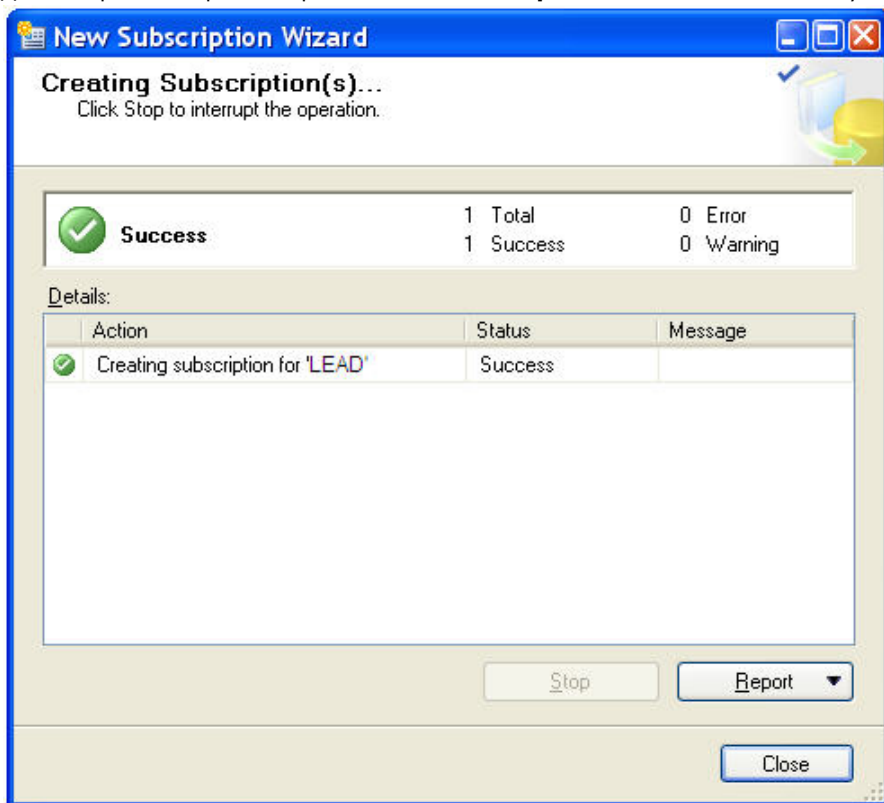 New Subscription Wizard
Creating Subscription(s)...
Click Stop to interrupt the operation.
Success
1 Total
0 Error
1 Success
0 Warning
Details:
Action Status Message
Creating subscription for 'LEAD' Success
Stop Report
Close